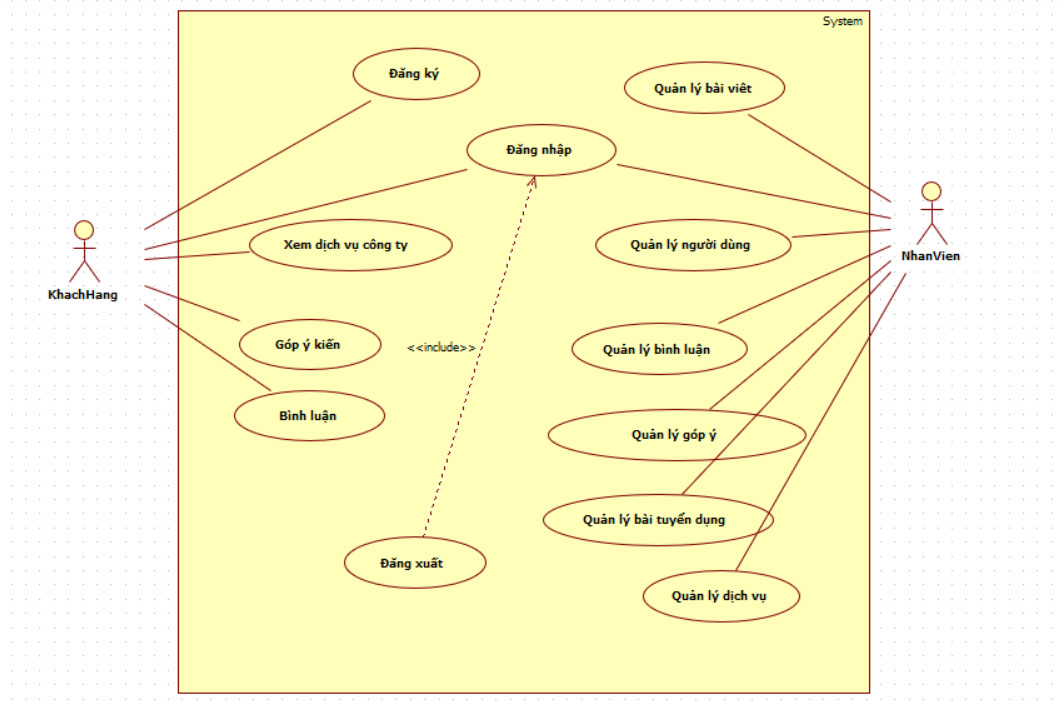 System
Đăng ký
Quản lý bài viêt
Đăng nhập
Xem dịch vụ công ty
Quản lý người dùng
KhachHang
NhanVien
Góp ý kiến
<<include>>
Quản lý bình luận
Bình luận
Quản lý góp ý
Quản lý bài tuyển dụng
Đăng xuất
Quản lý dịch vụ